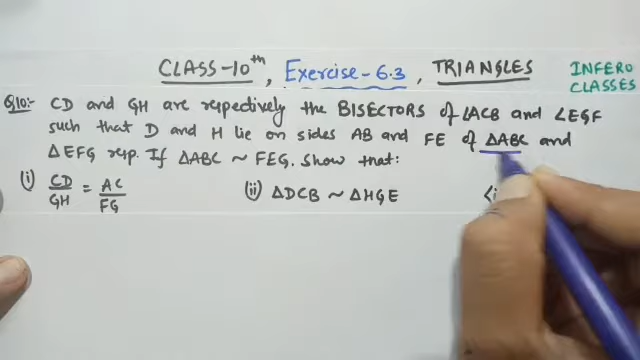 CLASS-10th, Exercise-6.3, TRIANGLES
INFERO
CLASSES
Q10:- CD and GH are respectively the BISECTORS of ∠ACB and ∠EGF
such that D and H lie on sides AB and FE of ΔABC and
ΔEFG resp. If ΔABC ~ FEG. Show that:
(i) CD/GH = AC/FG (ii) ΔDCB ~ ΔHGE